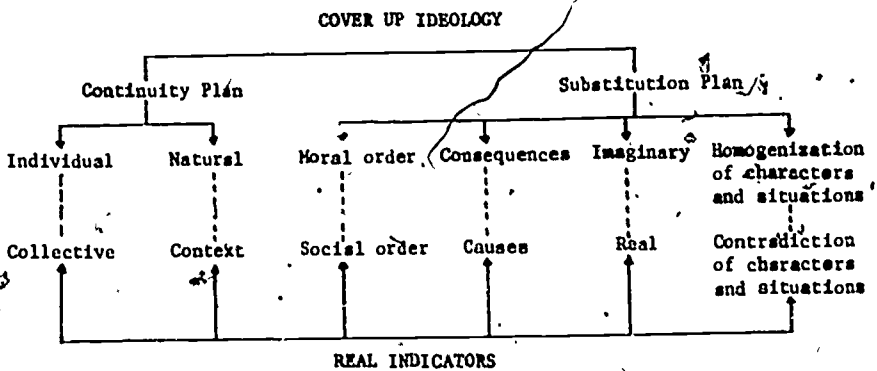 COVER UP IDEOLOGY
Continuity Plan
Substitution Plan
Individual Natural Moral order Consequences Imaginary Homogenization
of characters
and situations
Collective Context Social order Causes Real Contradiction
of characters
and situations
REAL INDICATORS